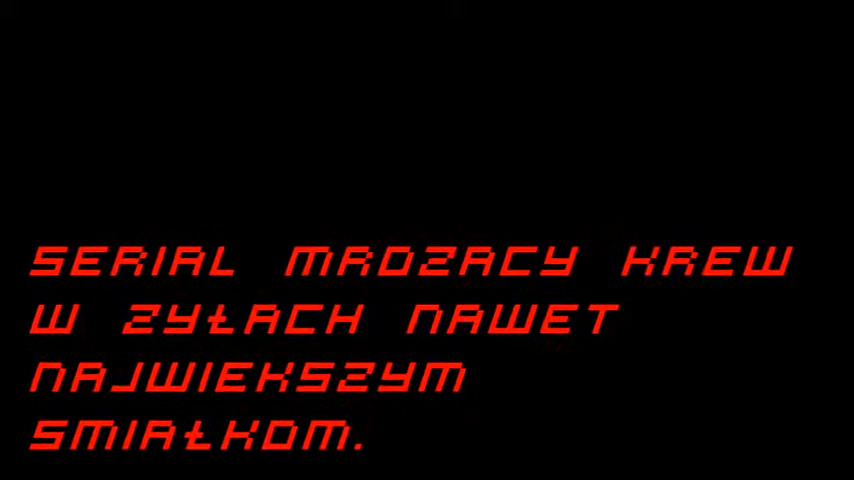 SERIAL MROZACY KREW
W ZYŁACH NAWET
NAJWIEKSZYM
SMIAŁKOM.